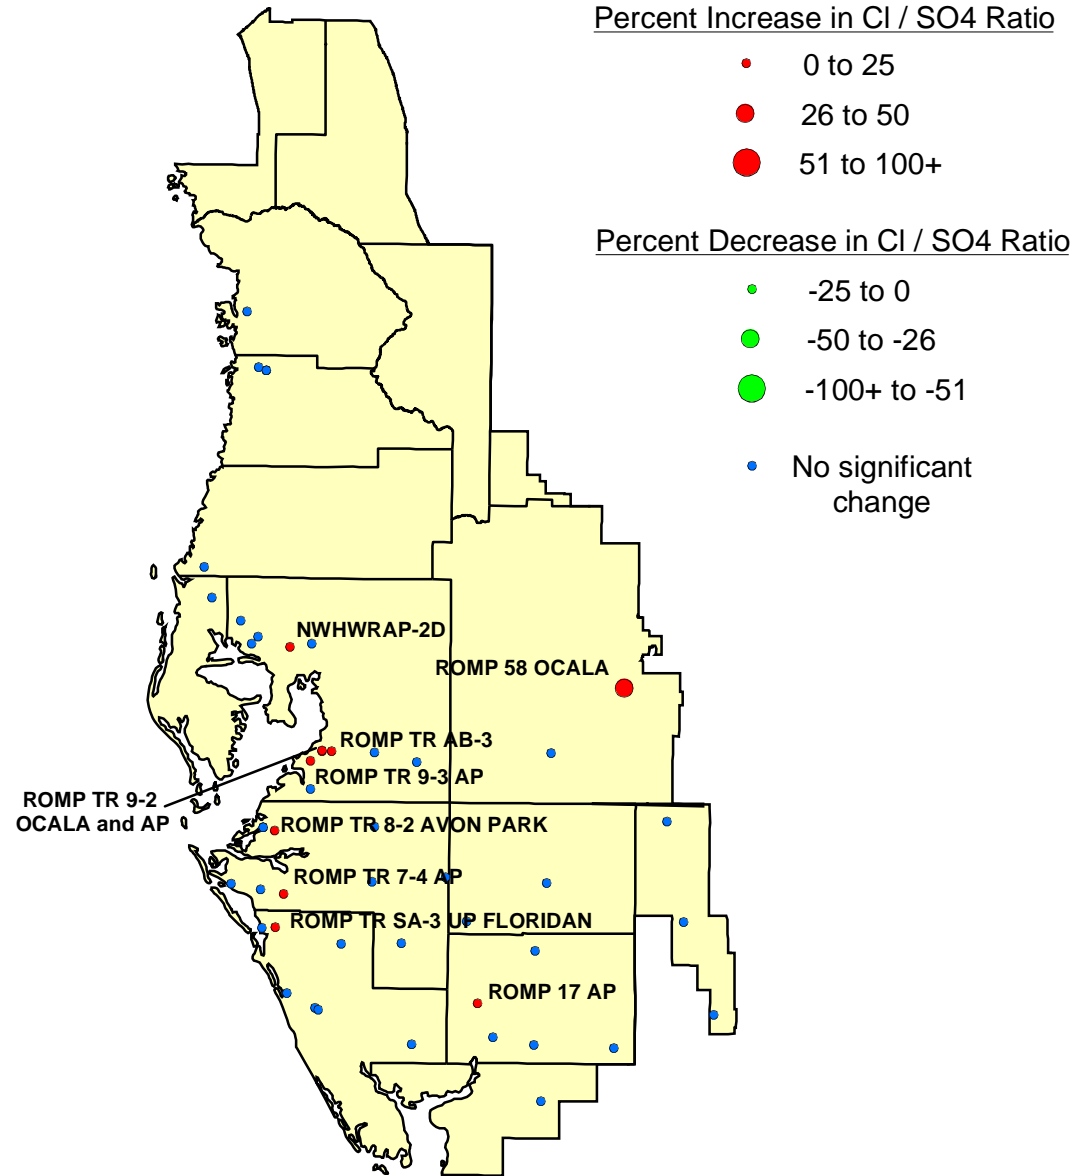 Percent Increase in Cl / SO4 Ratio
0 to 25
26 to 50
51 to 100+
Percent Decrease in Cl / SO4 Ratio
-25 to 0
-50 to -26
-100+ to -51
No significant
change
NWHWRAP-2D
ROMP 58 OCALA
ROMP TR AB-3
ROMP TR 9-3 AP
ROMP TR 9-2
OCALA and AP
ROMP TR 8-2 AVON PARK
ROMP TR 7-4 AP
ROMP TR SA-3 UP FLORIDAN
ROMP 17 AP